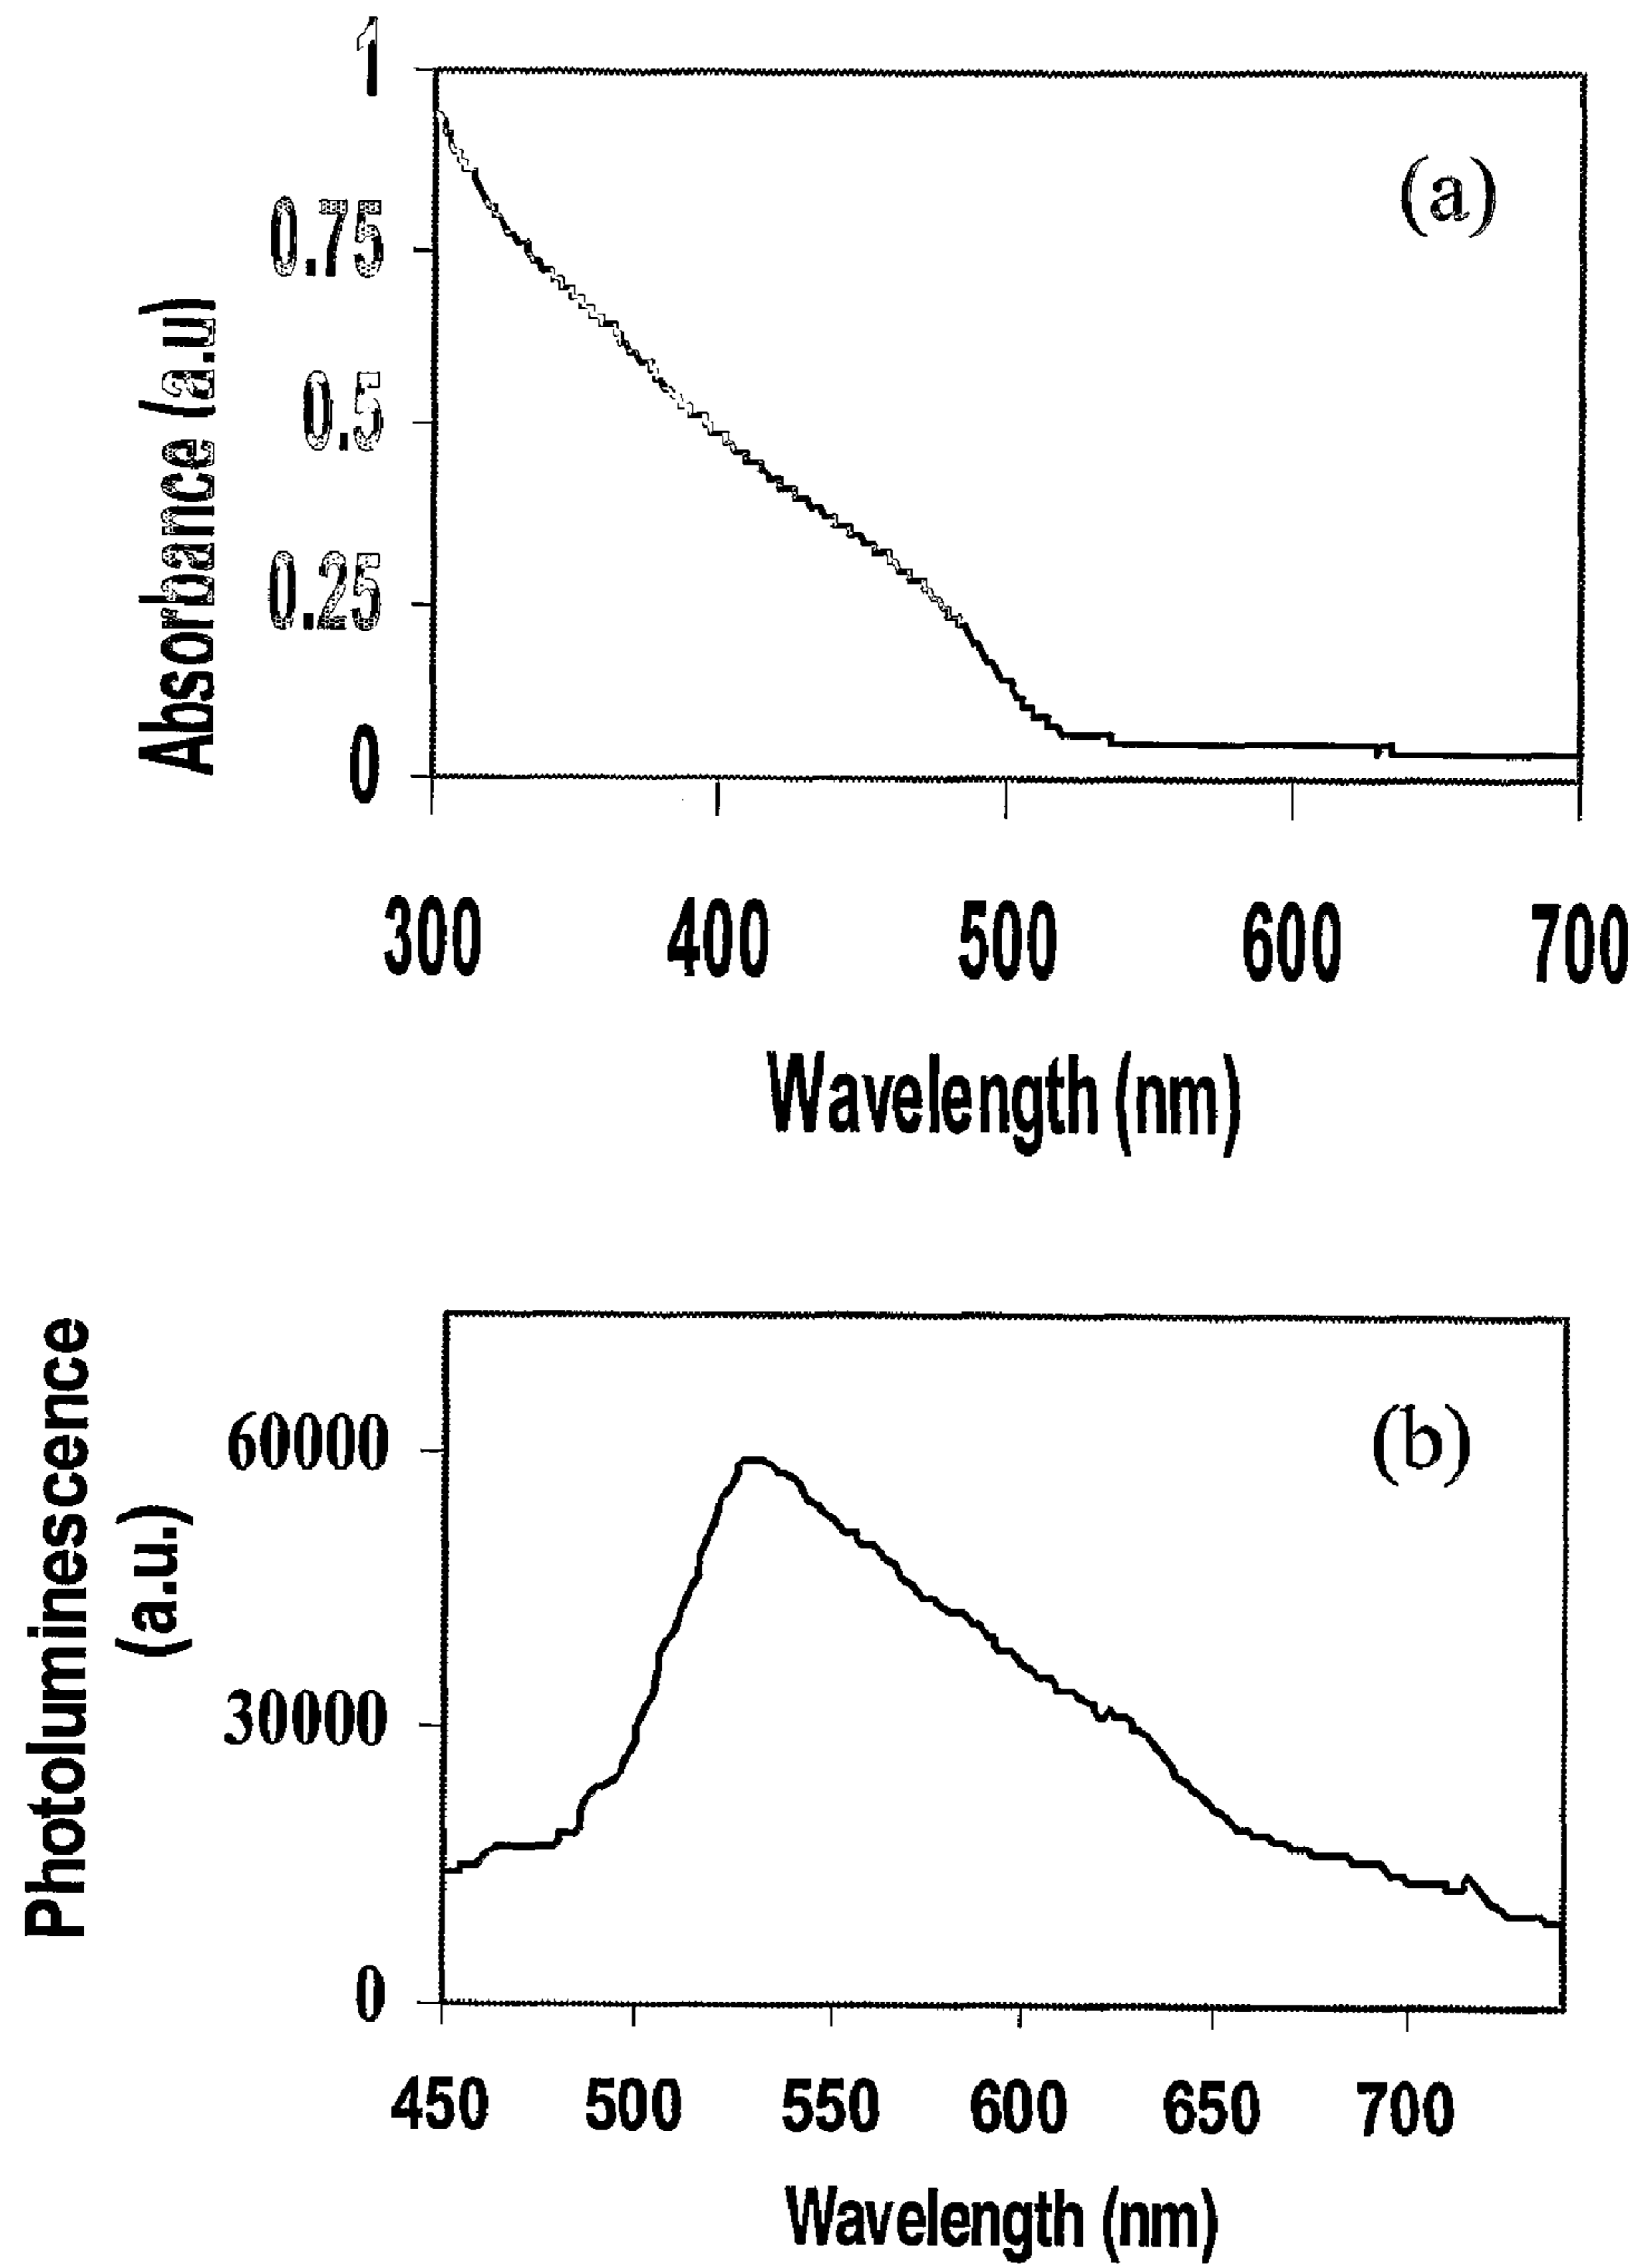 1
(a)
0.75
0.5
0.25
0
Absorbance (a.u)
300 400 500 600 700
Wavelength (nm)
Photoluminescence
(a.u.)
(b)
60000
30000
0
450 500 550 600 650 700
Wavelength (nm)